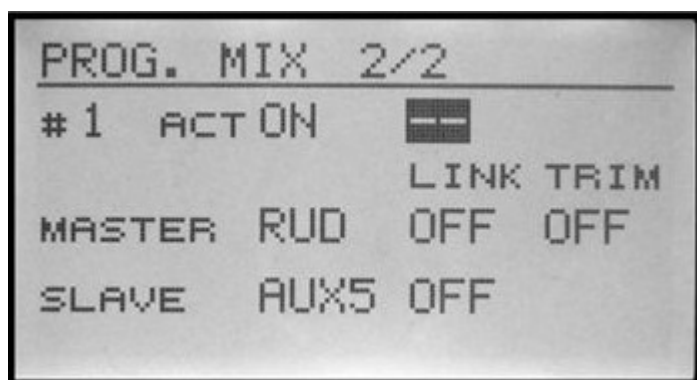 PROG. MIX 2/2
#1 ACT ON --
LINK TRIM
MASTER RUD OFF OFF
SLAVE AUX5 OFF